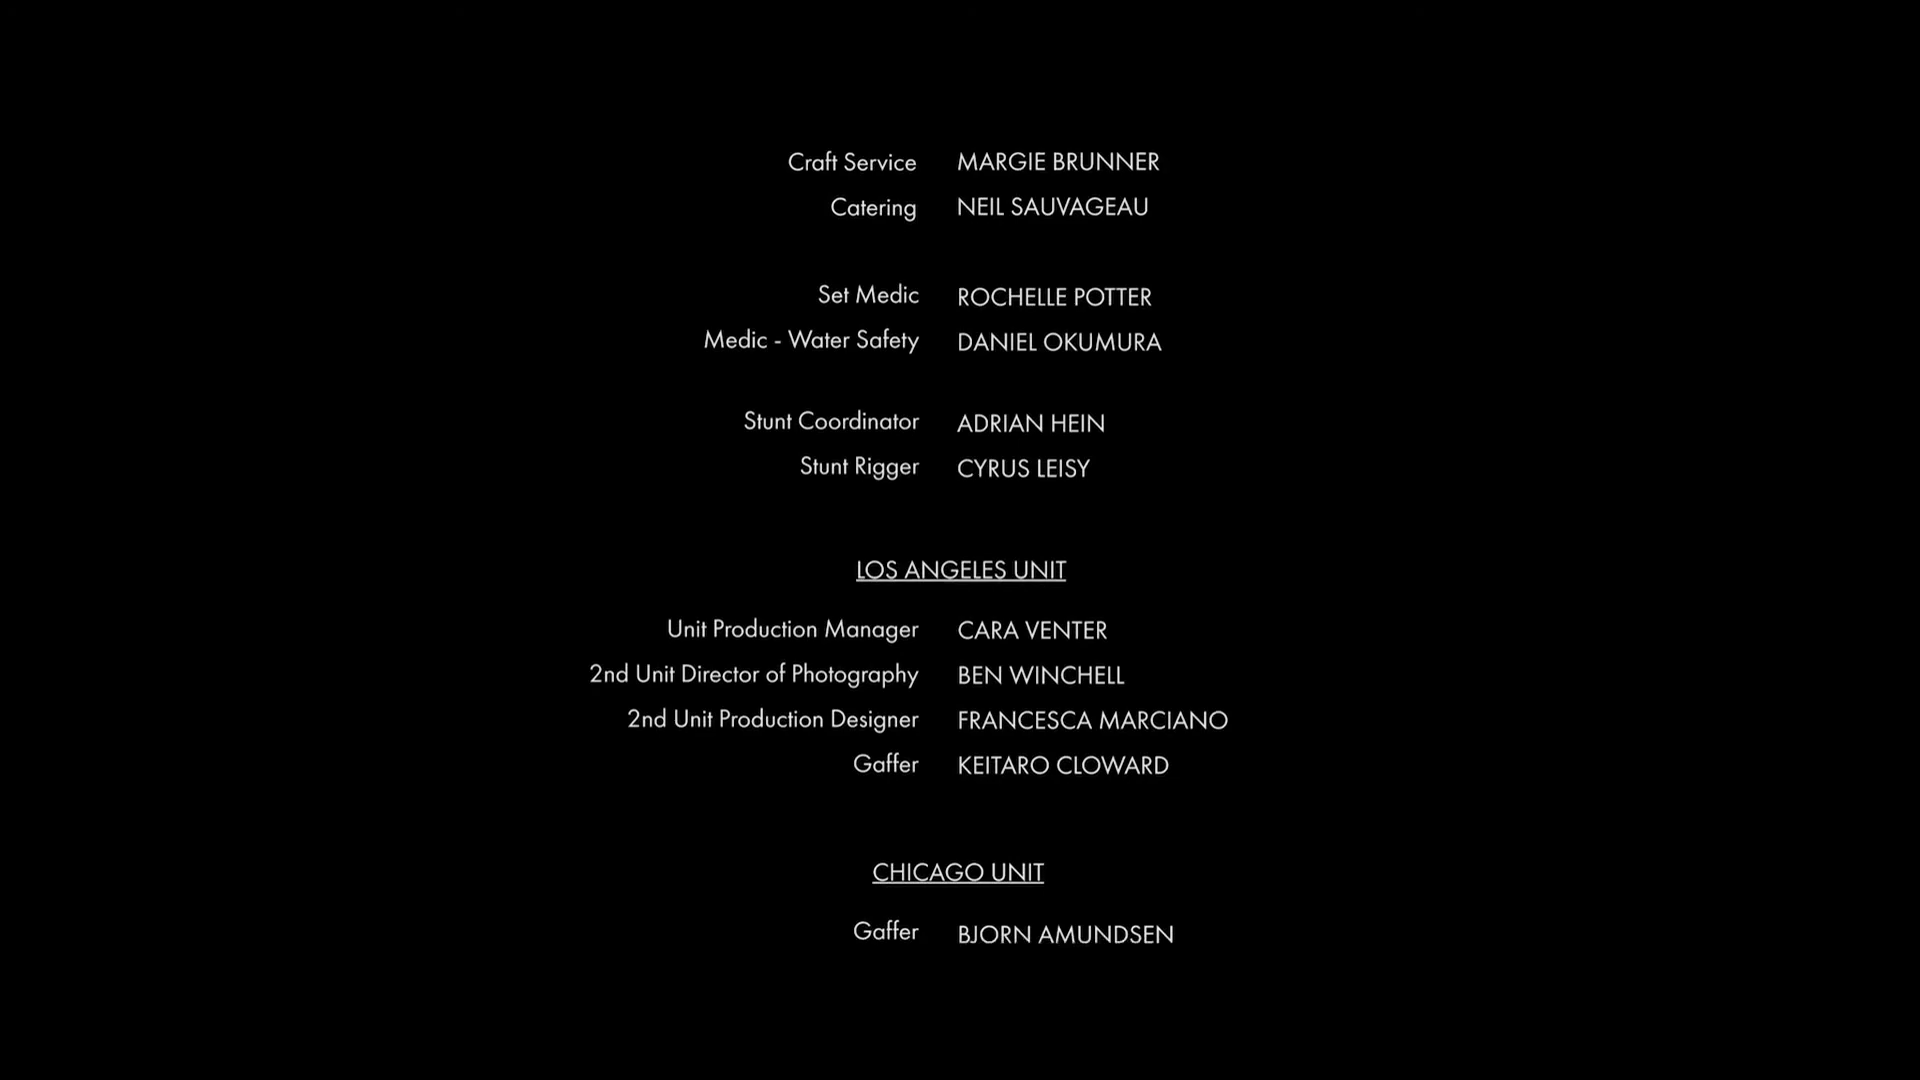 Craft Service MARGIE BRUNNER
Catering NEIL SAUVAGEAU
Set Medic ROCHELLE POTTER
Medic - Water Safety DANIEL OKUMURA
Stunt Coordinator ADRIAN HEIN
Stunt Rigger CYRUS LEISY
LOS ANGELES UNIT
Unit Production Manager CARA VENTER
2nd Unit Director of Photography BEN WINCHELL
2nd Unit Production Designer FRANCESCA MARCIANO
Gaffer KEITARO CLOWARD
CHICAGO UNIT
Gaffer BJORN AMUNDSEN